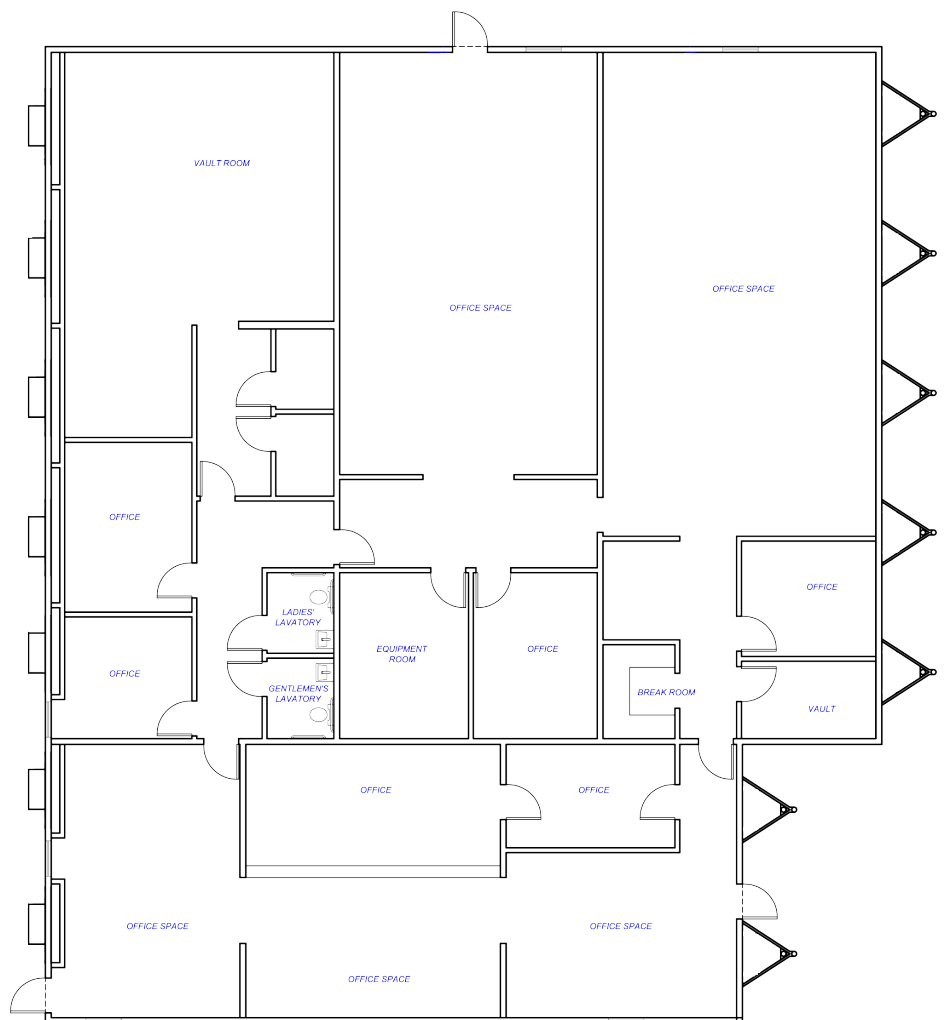 VAULT ROOM
OFFICE SPACE
OFFICE SPACE
OFFICE
OFFICE
LADIES'
LAVATORY
EQUIPMENT
ROOM
OFFICE
OFFICE
GENTLEMEN'S
LAVATORY
BREAK ROOM
VAULT
OFFICE
OFFICE
OFFICE SPACE
OFFICE SPACE
OFFICE SPACE